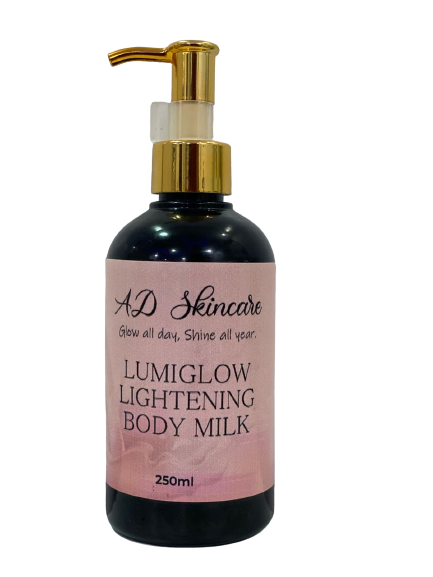 AD Skincare
Glow all day, Shine all year.
LUMIGLOW
LIGHTENING
BODY MILK
250ml